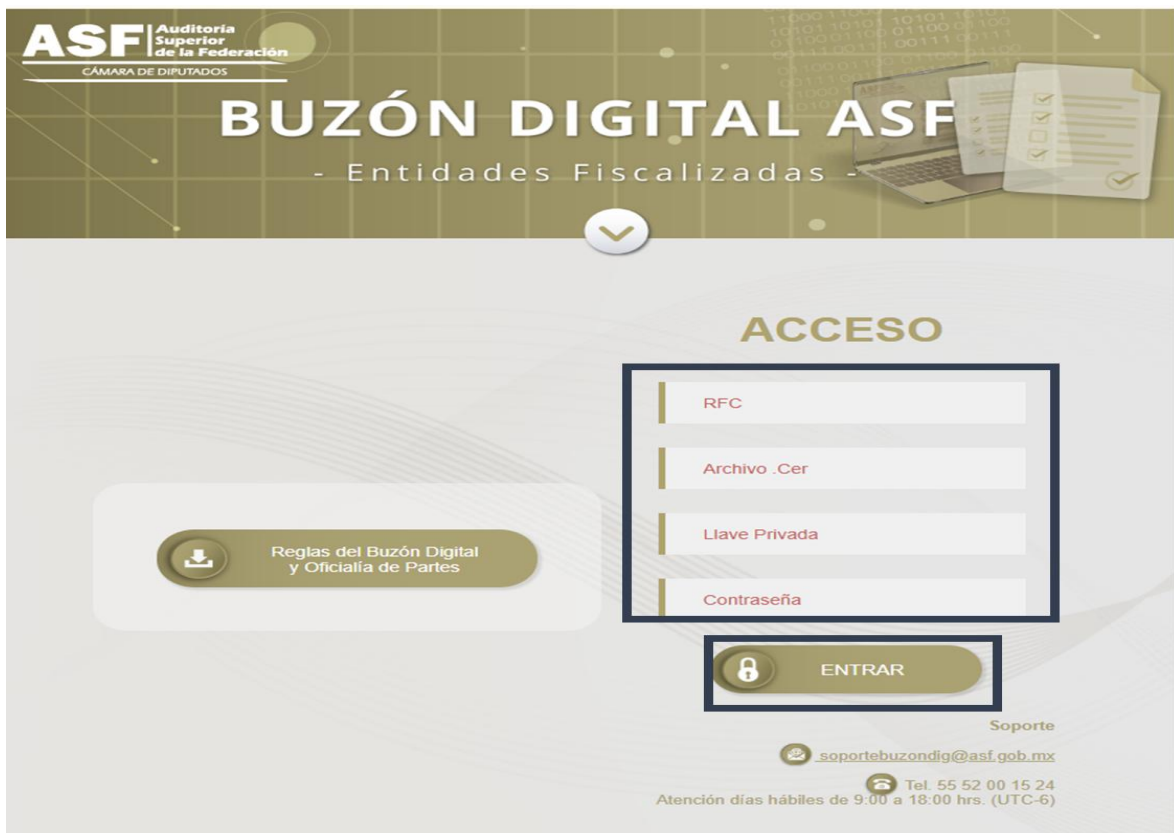 ASF Auditoría
Superior
de la Federación
CÁMARA DE DIPUTADOS
BUZÓN DIGITAL ASF
- Entidades Fiscalizadas -
ACCESO
RFC
Archivo .Cer
Llave Privada
Contraseña
Reglas del Buzón Digital
y Oficialía de Partes
ENTRAR
Soporte
soportebuzondig@asf.gob.mx
Tel. 55 52 00 15 24
Atención días hábiles de 9:00 a 18:00 hrs. (UTC-6)